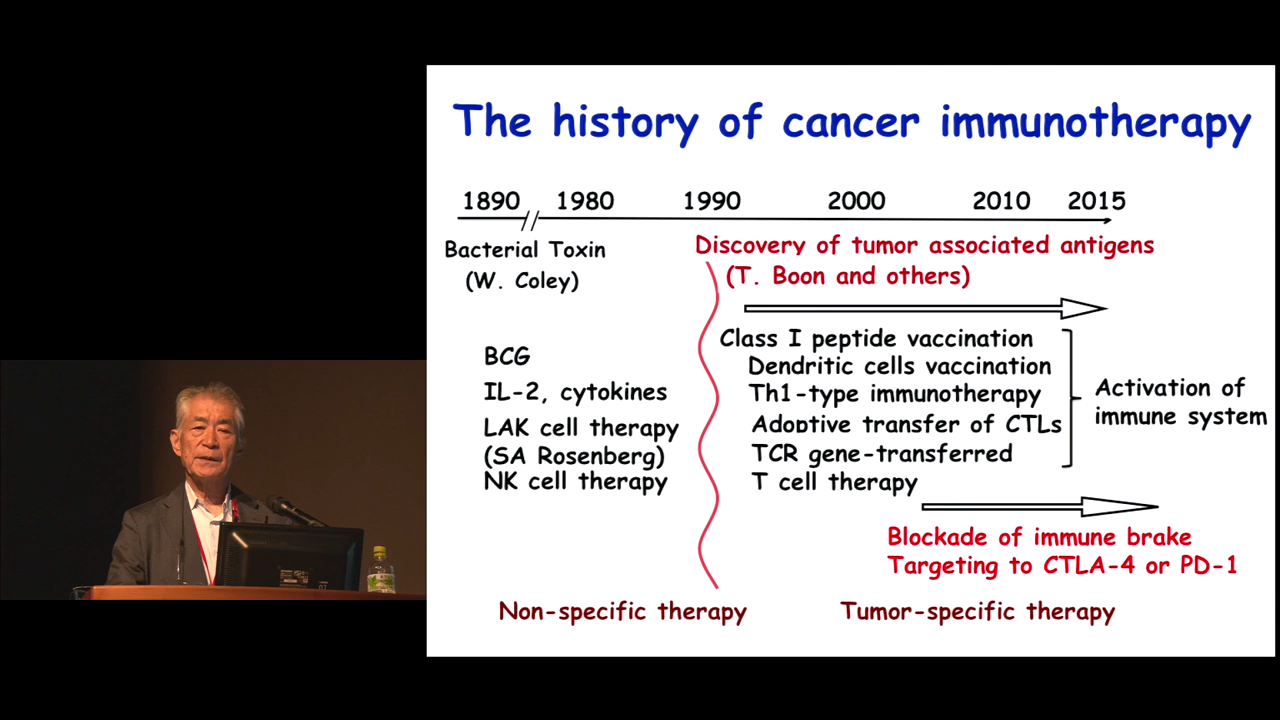 The history of cancer immunotherapy
1890 1980 1990 2000 2010 2015
Bacterial Toxin
(W. Coley)
Discovery of tumor associated antigens
(T. Boon and others)
BCG
IL-2, cytokines
LAK cell therapy
(SA Rosenberg)
NK cell therapy
Class I peptide vaccination
Dendritic cells vaccination
Th1-type immunotherapy
Adoptive transfer of CTLs
TCR gene-transferred
T cell therapy
Activation of
immune system
Blockade of immune brake
Targeting to CTLA-4 or PD-1
Non-specific therapy
Tumor-specific therapy